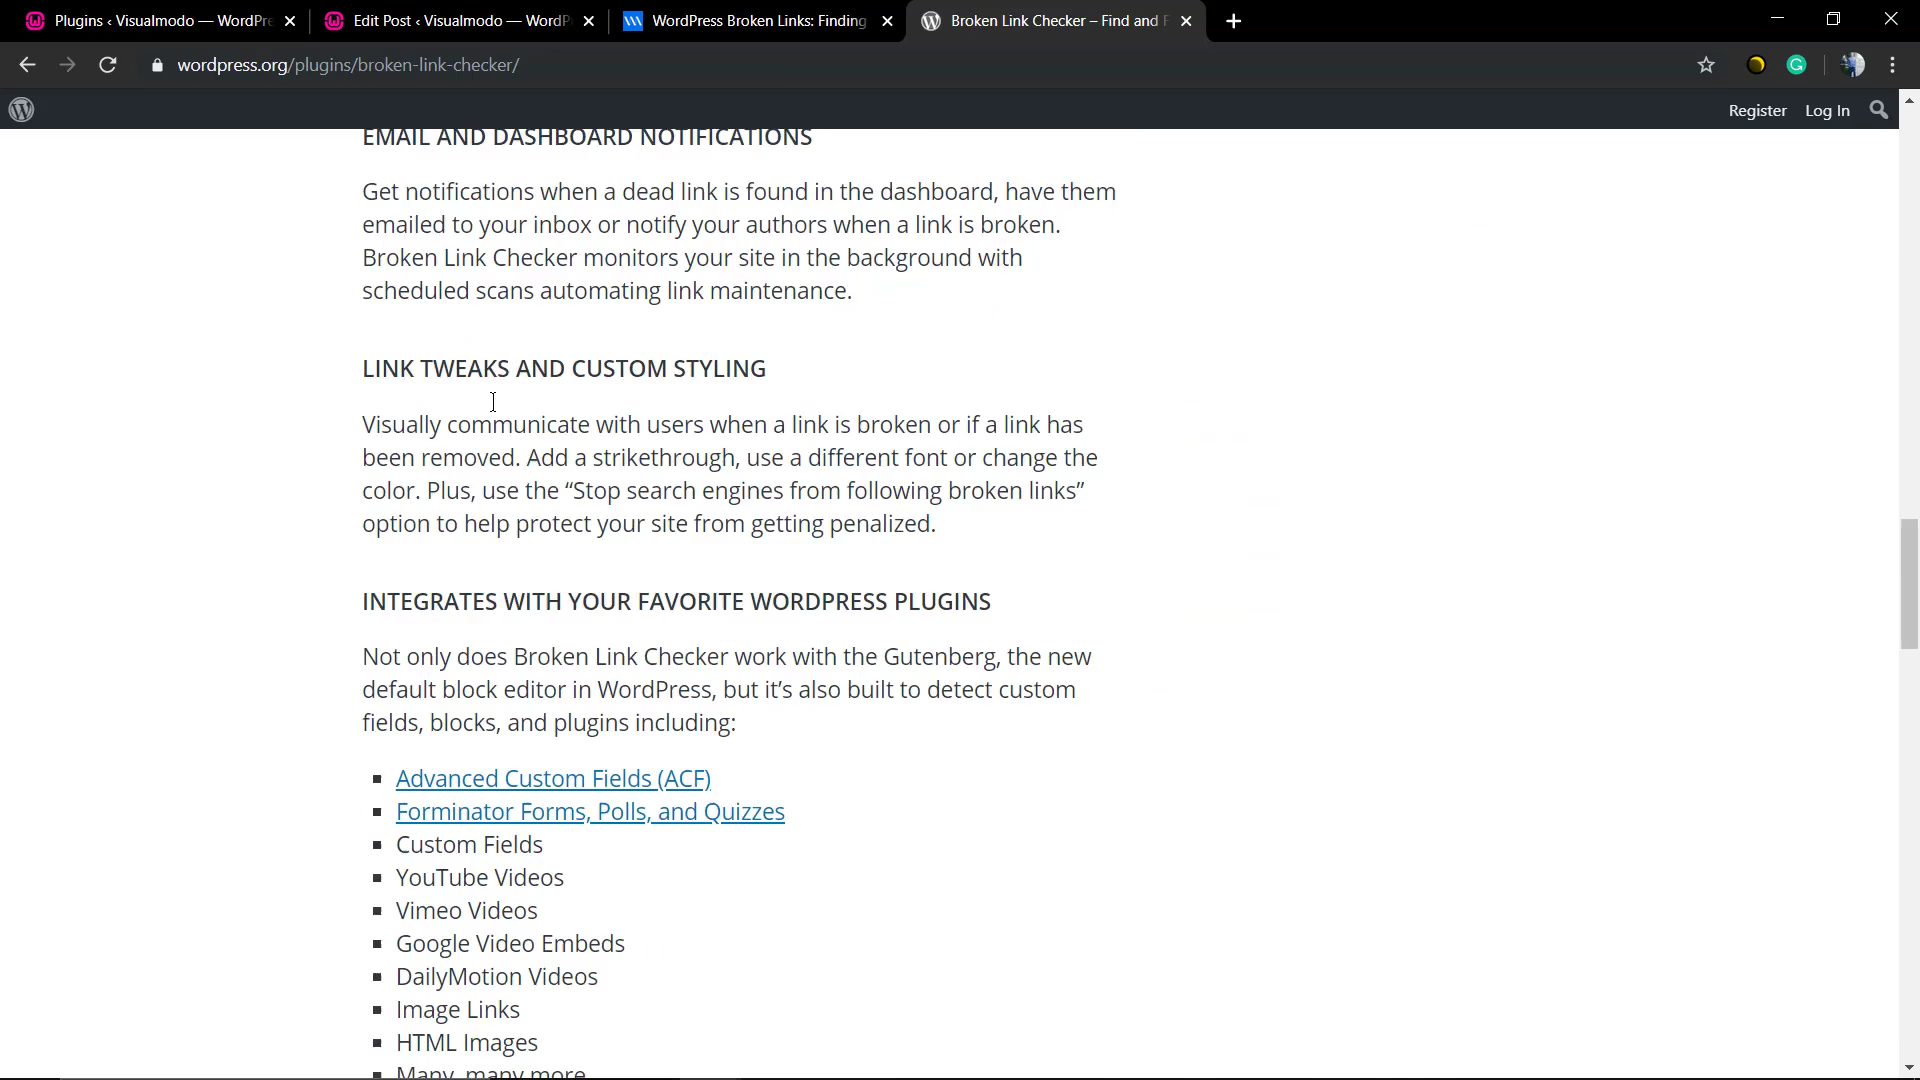 Plugins ‹ Visualmodo — WordPre
Edit Post ‹ Visualmodo — WordP
WordPress Broken Links: Finding
Broken Link Checker – Find and F
wordpress.org/plugins/broken-link-checker/
Register
Log In
EMAIL AND DASHBOARD NOTIFICATIONS
Get notifications when a dead link is found in the dashboard, have them
emailed to your inbox or notify your authors when a link is broken.
Broken Link Checker monitors your site in the background with
scheduled scans automating link maintenance.
LINK TWEAKS AND CUSTOM STYLING
Visually communicate with users when a link is broken or if a link has
been removed. Add a strikethrough, use a different font or change the
color. Plus, use the “Stop search engines from following broken links”
option to help protect your site from getting penalized.
INTEGRATES WITH YOUR FAVORITE WORDPRESS PLUGINS
Not only does Broken Link Checker work with the Gutenberg, the new
default block editor in WordPress, but it’s also built to detect custom
fields, blocks, and plugins including:
Advanced Custom Fields (ACF)
Forminator Forms, Polls, and Quizzes
Custom Fields
YouTube Videos
Vimeo Videos
Google Video Embeds
DailyMotion Videos
Image Links
HTML Images
Many, many more